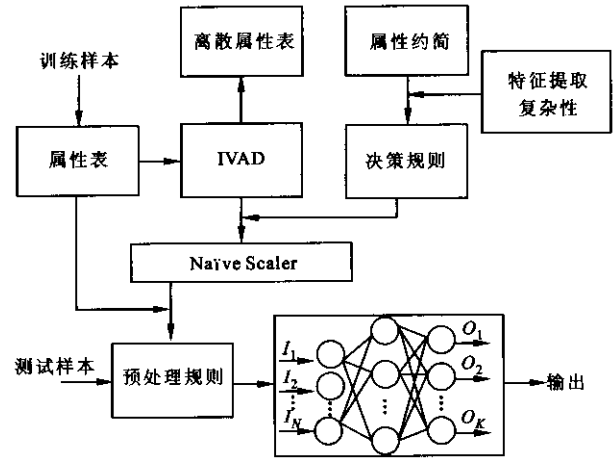 训练样本
离散属性表
属性约简
特征提取
复杂性
属性表
IVAD
决策规则
Naïve Scaler
测试样本
预处理规则
I₁
I₂
I_N
O₁
O₂
O_K
输出